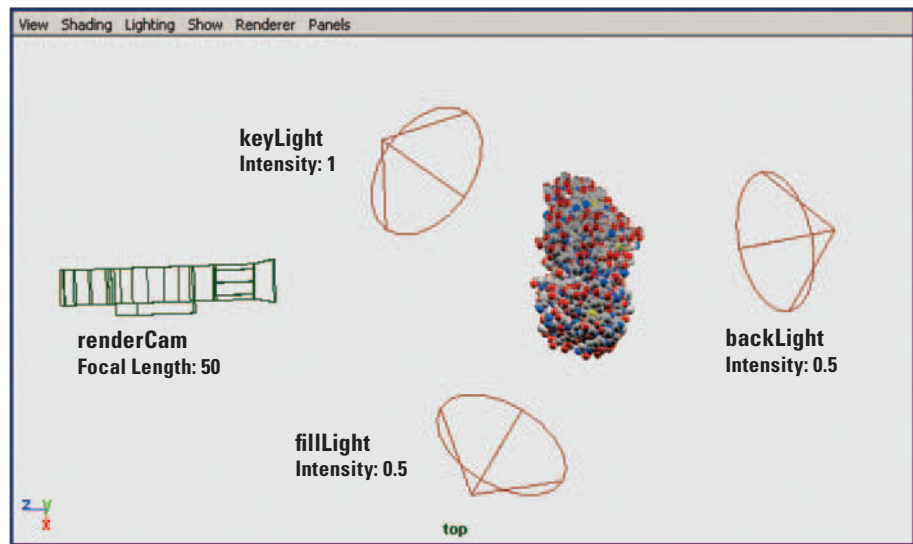 View Shading Lighting Show Renderer Panels
keyLight
Intensity: 1
renderCam
Focal Length: 50
backLight
Intensity: 0.5
fillLight
Intensity: 0.5
z y
x
top